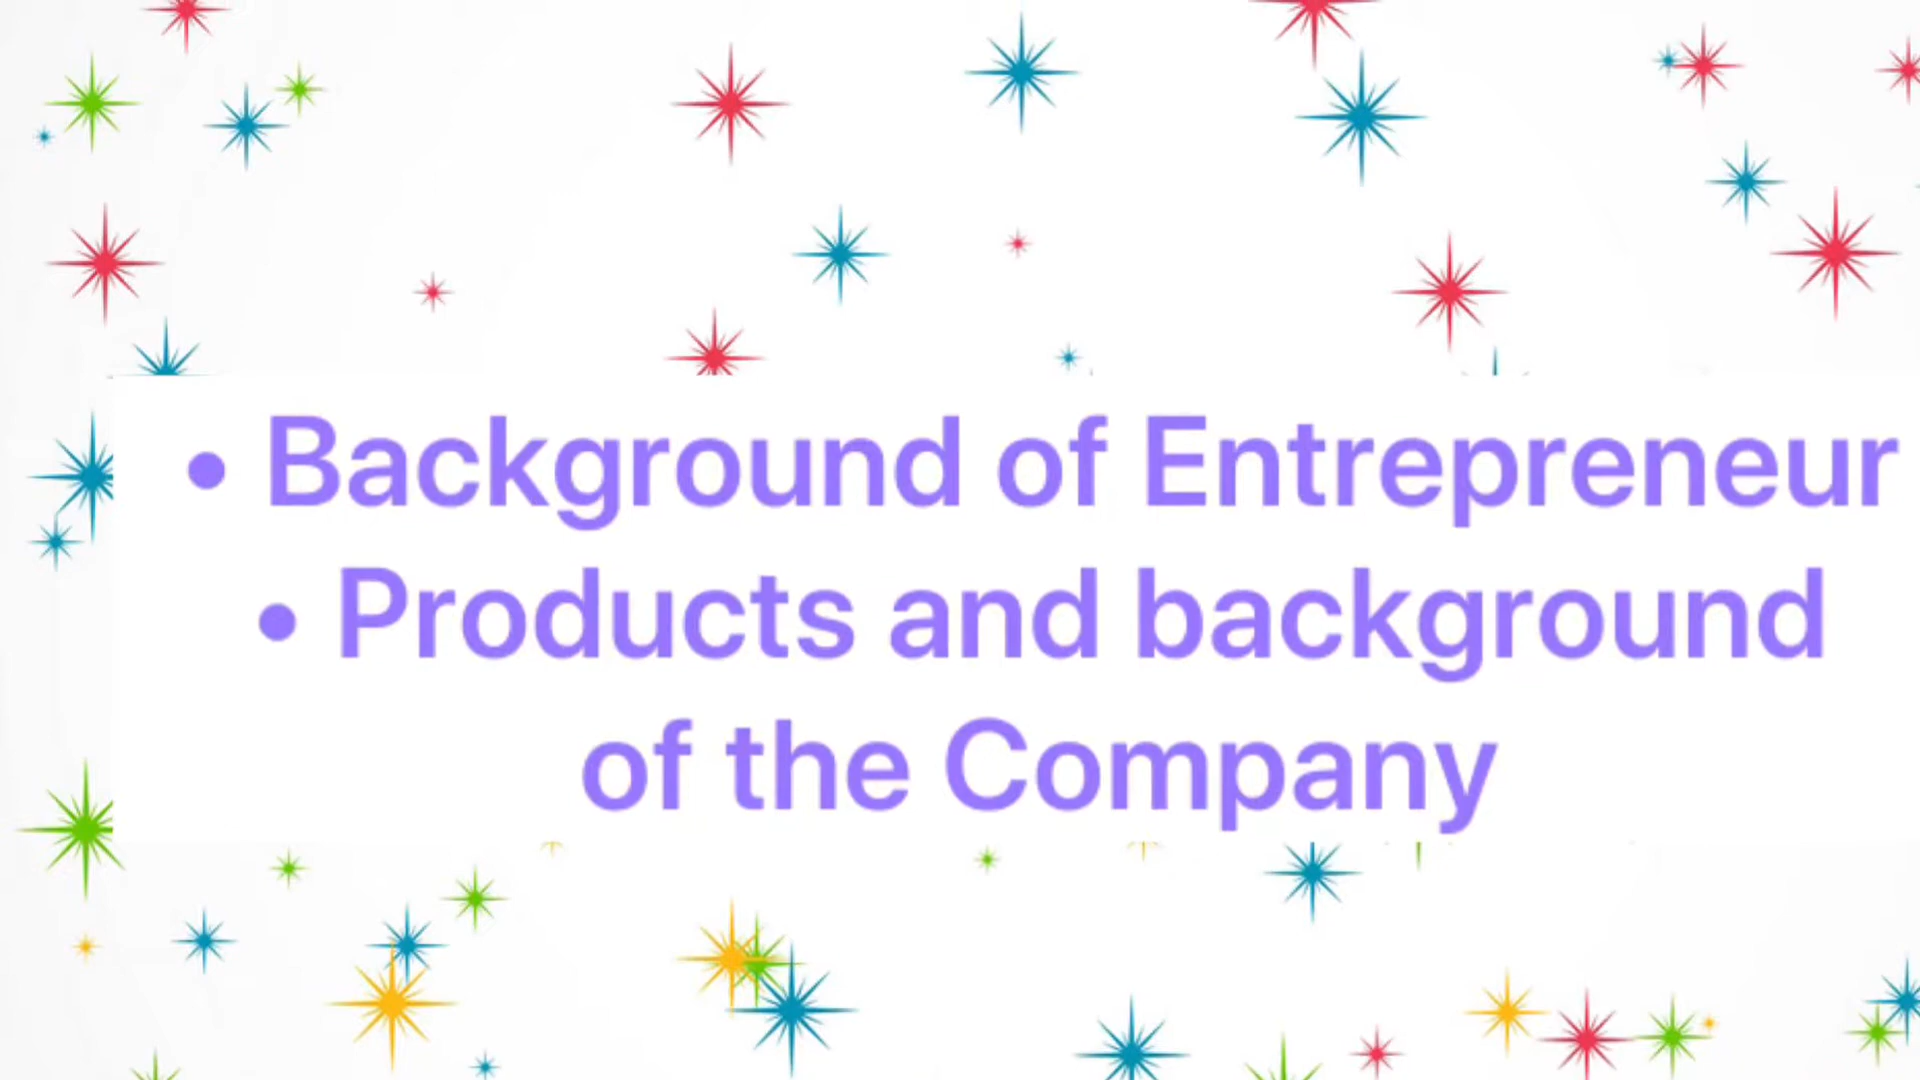 • Background of Entrepreneur
• Products and background
of the Company